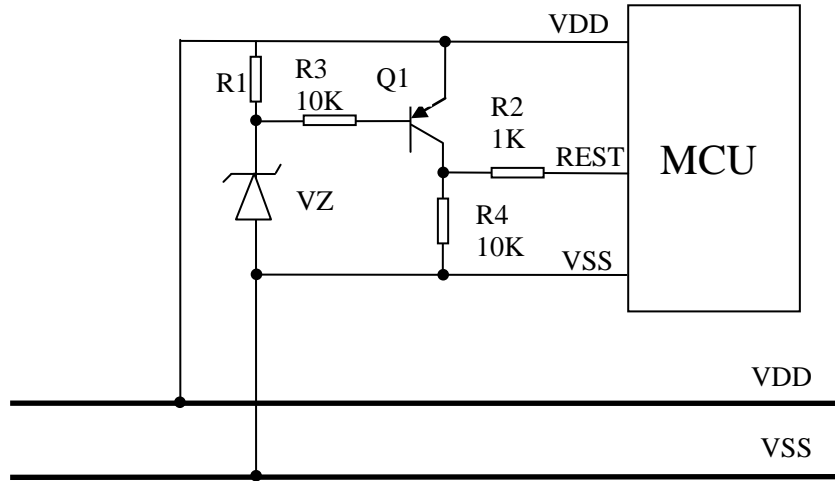 VDD
R1
R3
10K
Q1
R2
1K
REST
MCU
VZ
R4
10K
VSS
VDD
VSS